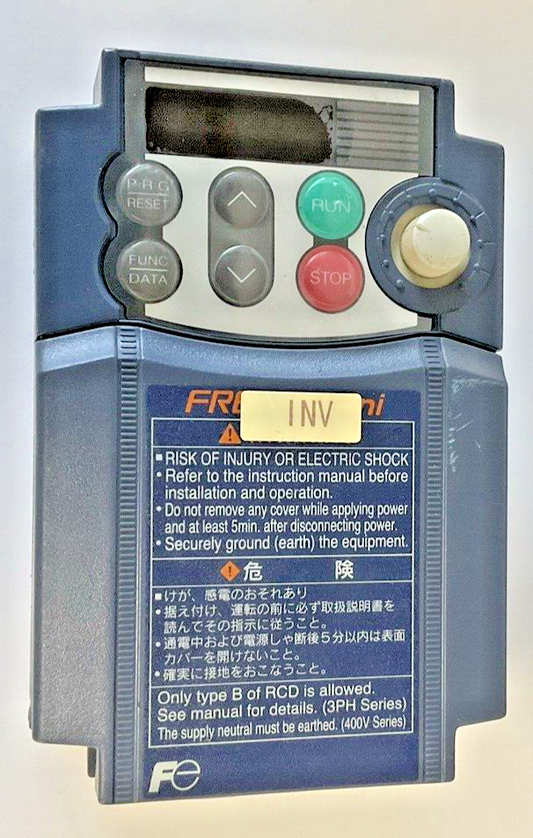 PRG
RESET
FUNC
DATA
RUN
STOP
INV
■RISK OF INJURY OR ELECTRIC SHOCK
•Refer to the instruction manual before
installation and operation.
•Do not remove any cover while applying power
and at least 5min. after disconnecting power.
•Securely ground (earth) the equipment.
危 険
■けが、感電のおそれあり
•据え付け、運転の前に必ず取扱説明書を
読んでその指示に従うこと。
•通電中および電源しゃ断後5分以内は表面
カバーを開けないこと。
•確実に接地をおこなうこと。
Only type B of RCD is allowed.
See manual for details. (3PH Series)
The supply neutral must be earthed. (400V Series)
Fe